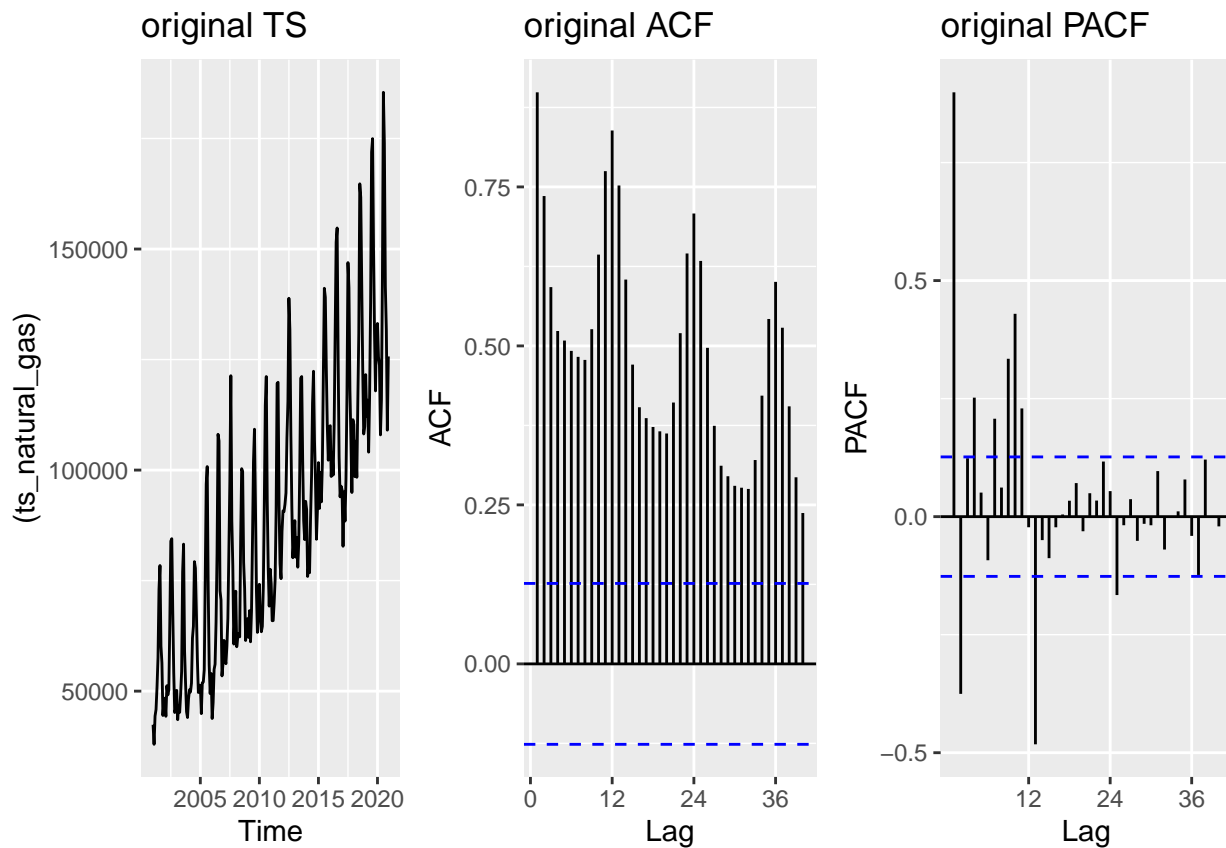 original TS
(ts_natural_gas)
150000
100000
50000
2005 2010 2015 2020
Time
original ACF
ACF
0.75
0.50
0.25
0.00
0 12 24 36
Lag
original PACF
PACF
0.5
0.0
−0.5
12 24 36
Lag